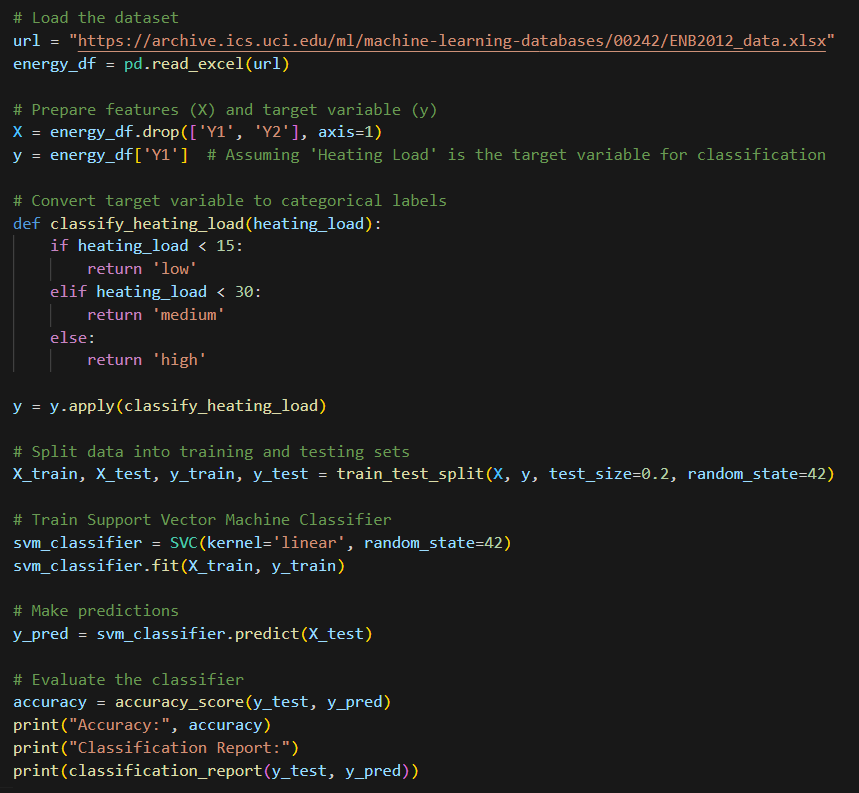 # Load the dataset
url = "https://archive.ics.uci.edu/ml/machine-learning-databases/00242/ENB2012_data.xlsx"
energy_df = pd.read_excel(url)

# Prepare features (X) and target variable (y)
X = energy_df.drop(['Y1', 'Y2'], axis=1)
y = energy_df['Y1']  # Assuming 'Heating Load' is the target variable for classification

# Convert target variable to categorical labels
def classify_heating_load(heating_load):
    if heating_load < 15:
        return 'low'
    elif heating_load < 30:
        return 'medium'
    else:
        return 'high'

y = y.apply(classify_heating_load)

# Split data into training and testing sets
X_train, X_test, y_train, y_test = train_test_split(X, y, test_size=0.2, random_state=42)

# Train Support Vector Machine Classifier
svm_classifier = SVC(kernel='linear', random_state=42)
svm_classifier.fit(X_train, y_train)

# Make predictions
y_pred = svm_classifier.predict(X_test)

# Evaluate the classifier
accuracy = accuracy_score(y_test, y_pred)
print("Accuracy:", accuracy)
print("Classification Report:")
print(classification_report(y_test, y_pred))